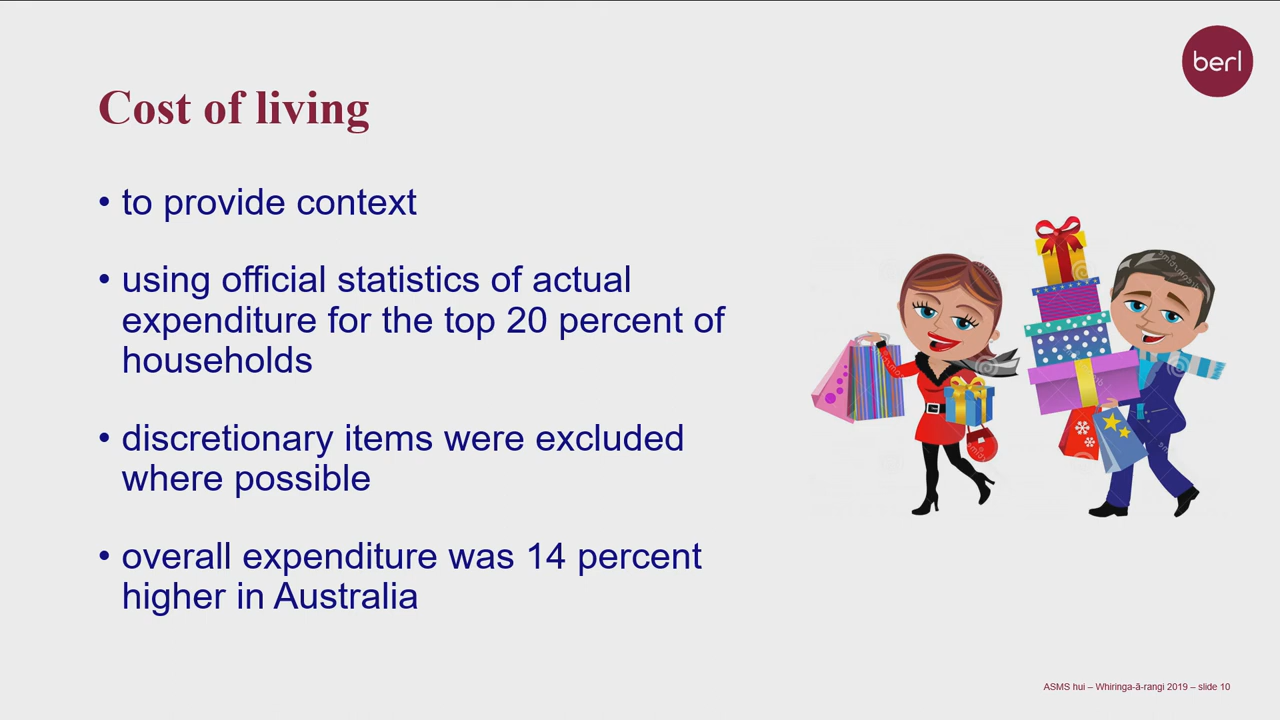 berl
Cost of living
• to provide context
• using official statistics of actual
expenditure for the top 20 percent of
households
• discretionary items were excluded
where possible
• overall expenditure was 14 percent
higher in Australia
ASMS hui – Whiringa-ā-rangi 2019 – slide 10